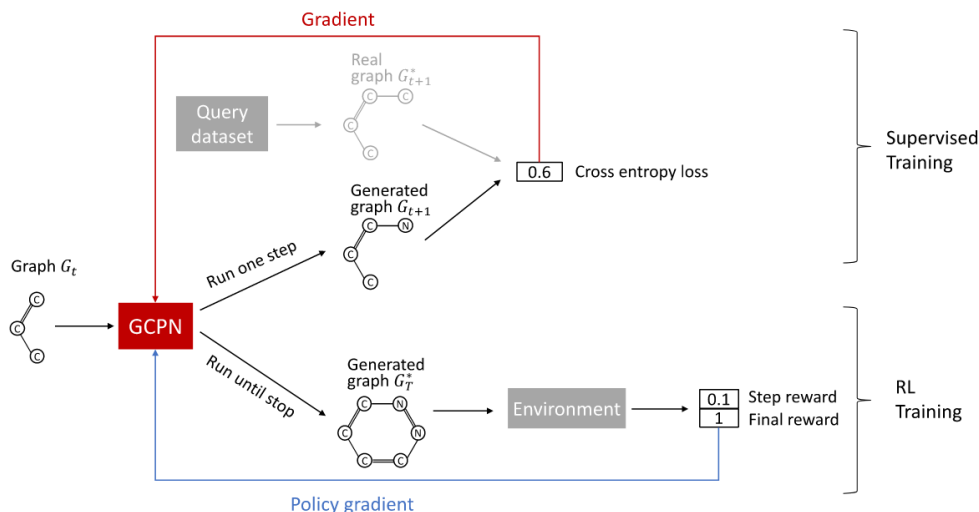 Gradient
Real
graph G*t+1
C
C
C
C
Query
dataset
0.6
Cross entropy loss
Supervised
Training
Generated
graph Gt+1
C
N
C
C
Run one step
Graph Gt
C
C
C
GCPN
Run until stop
Generated
graph G*T
C
N
C
N
C
C
Environment
0.1
Step reward
1
Final reward
RL
Training
Policy gradient